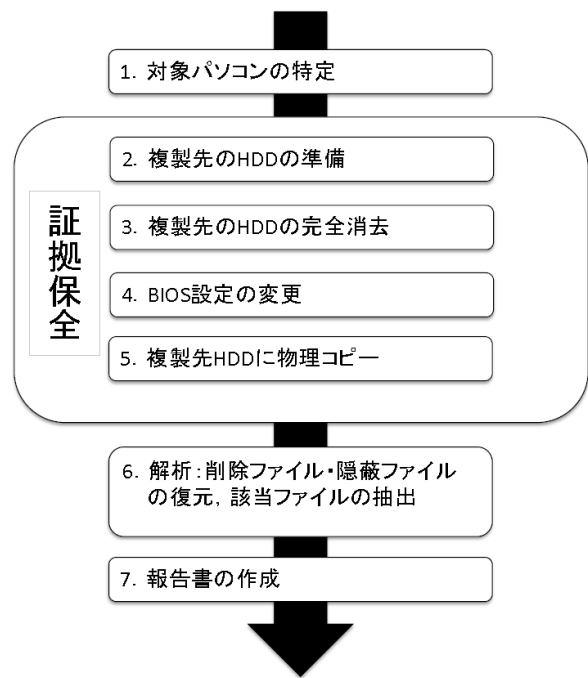 1. 対象パソコンの特定
証拠保全
2. 複製先のHDDの準備
3. 複製先のHDDの完全消去
4. BIOS設定の変更
5. 複製先HDDに物理コピー
6. 解析：削除ファイル・隠蔽ファイル
の復元，該当ファイルの抽出
7. 報告書の作成